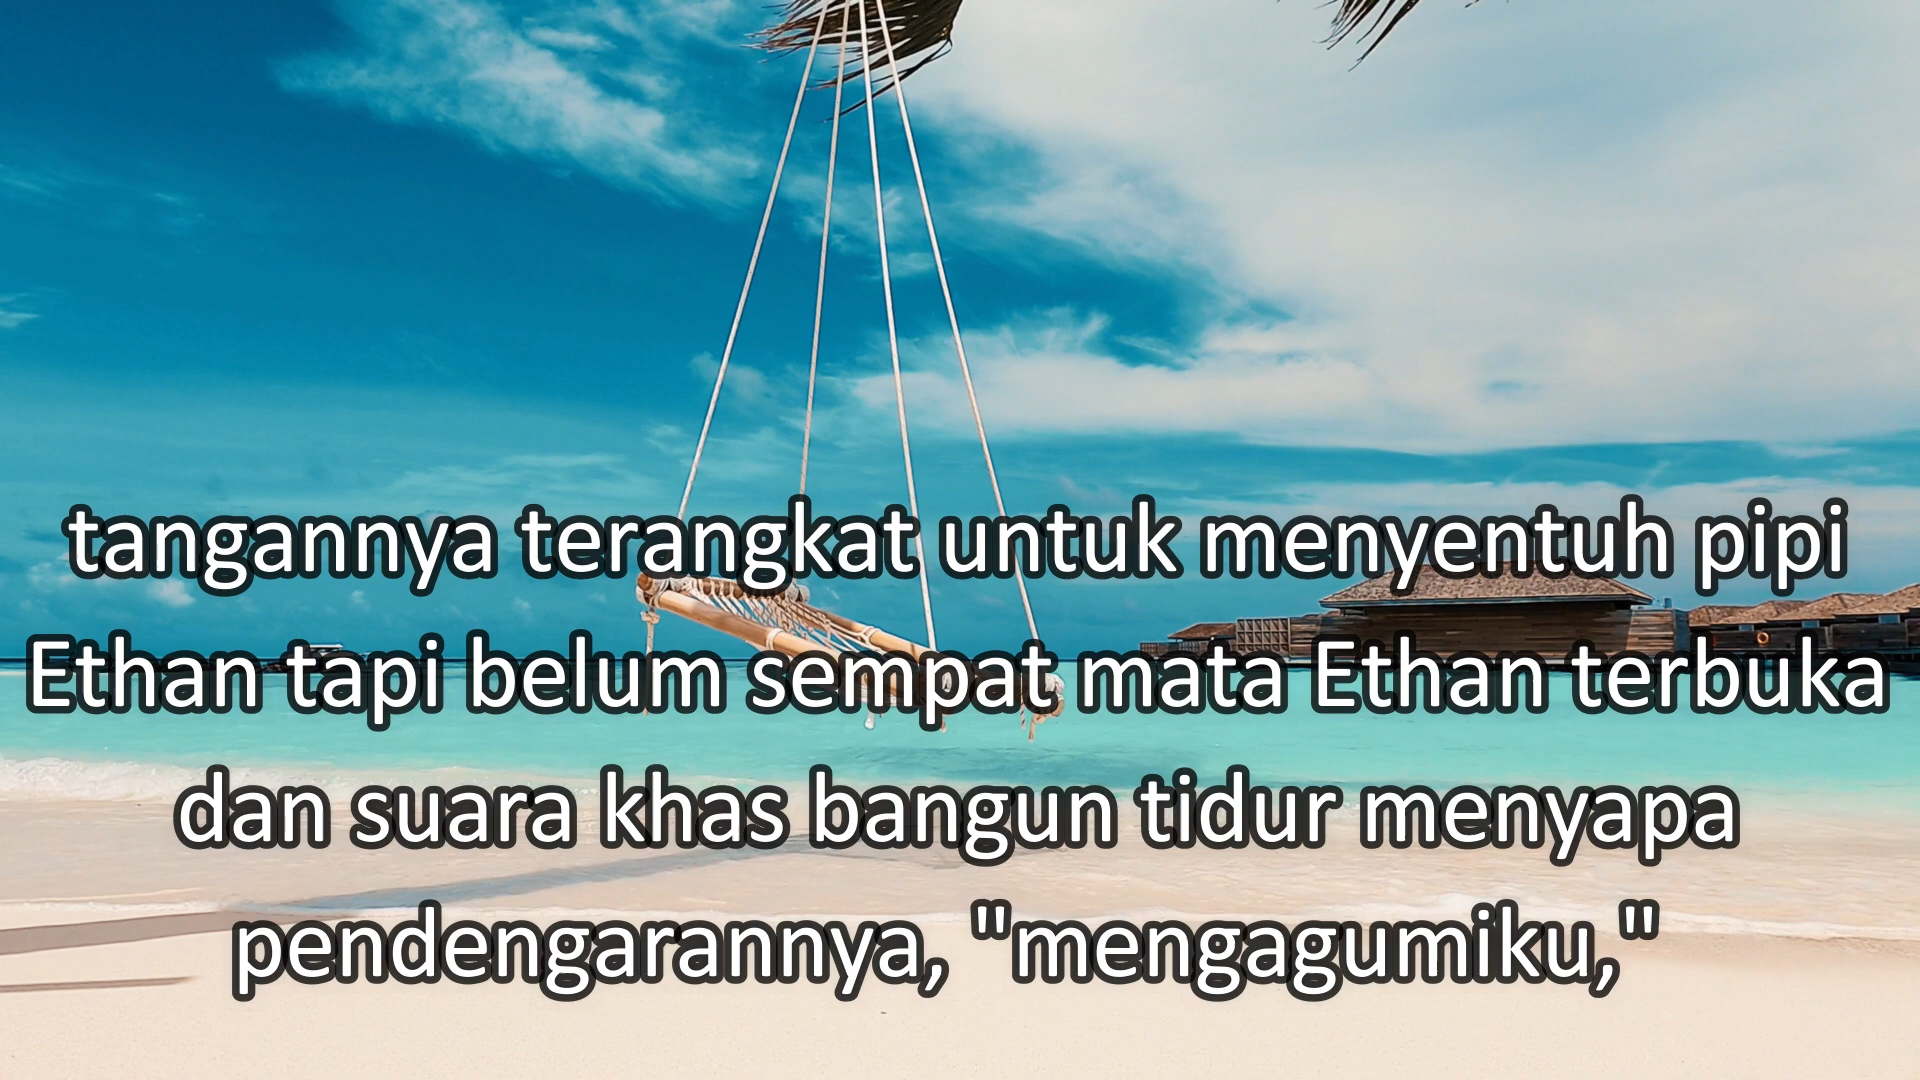 tangannya terangkat untuk menyentuh pipi
Ethan tapi belum sempat mata Ethan terbuka
dan suara khas bangun tidur menyapa
pendengarannya, "mengagumiku,"